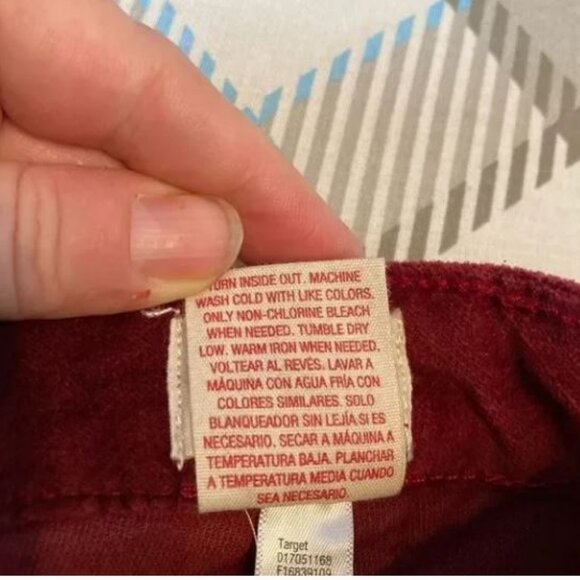 TURN INSIDE OUT. MACHINE
WASH COLD WITH LIKE COLORS.
ONLY NON-CHLORINE BLEACH
WHEN NEEDED. TUMBLE DRY
LOW. WARM IRON WHEN NEEDED.
VOLTEAR AL REVÉS. LAVAR A
MÁQUINA CON AGUA FRÍA CON
COLORES SIMILARES. SOLO
BLANQUEADOR SIN LEJÍA SI ES
NECESARIO. SECAR A MÁQUINA A
TEMPERATURA BAJA. PLANCHAR
A TEMPERATURA MEDIA CUANDO
SEA NECESARIO.
Target
017051168
F16839109